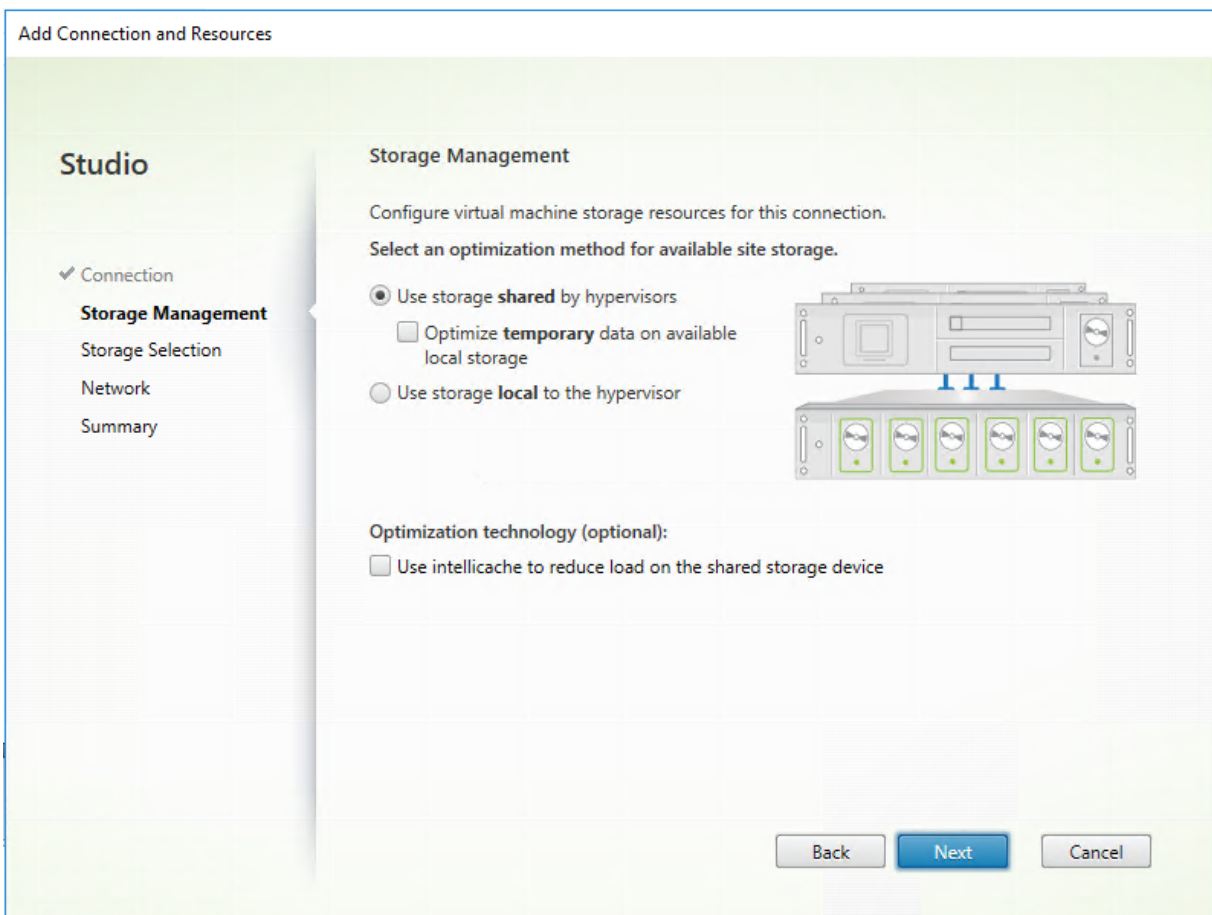 Add Connection and Resources
Studio
Connection
Storage Management
Storage Selection
Network
Summary
Storage Management
Configure virtual machine storage resources for this connection.
Select an optimization method for available site storage.
Use storage shared by hypervisors
Optimize temporary data on available
local storage
Use storage local to the hypervisor
Optimization technology (optional):
Use intellicache to reduce load on the shared storage device
Back
Next
Cancel